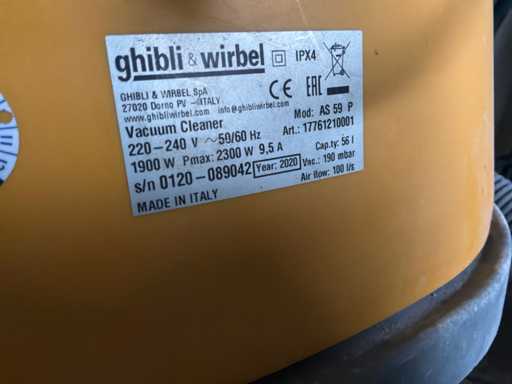 ghibli & wirbel IPX4
GHIBLI & WIRBEL SpA
27020 Dorno PV – ITALY
www.ghibliwirbel.com info@ghibliwirbel.com
CE EAC
Vacuum Cleaner Mod: AS 59 P
220–240 V ~ 50/60 Hz Art.: 17761210001
1900 W Pmax: 2300 W 9,5 A Cap.ty: 56 l
s/n 0120–089042 Year: 2020 Vac.: 190 mbar
MADE IN ITALY Air flow: 100 l/s